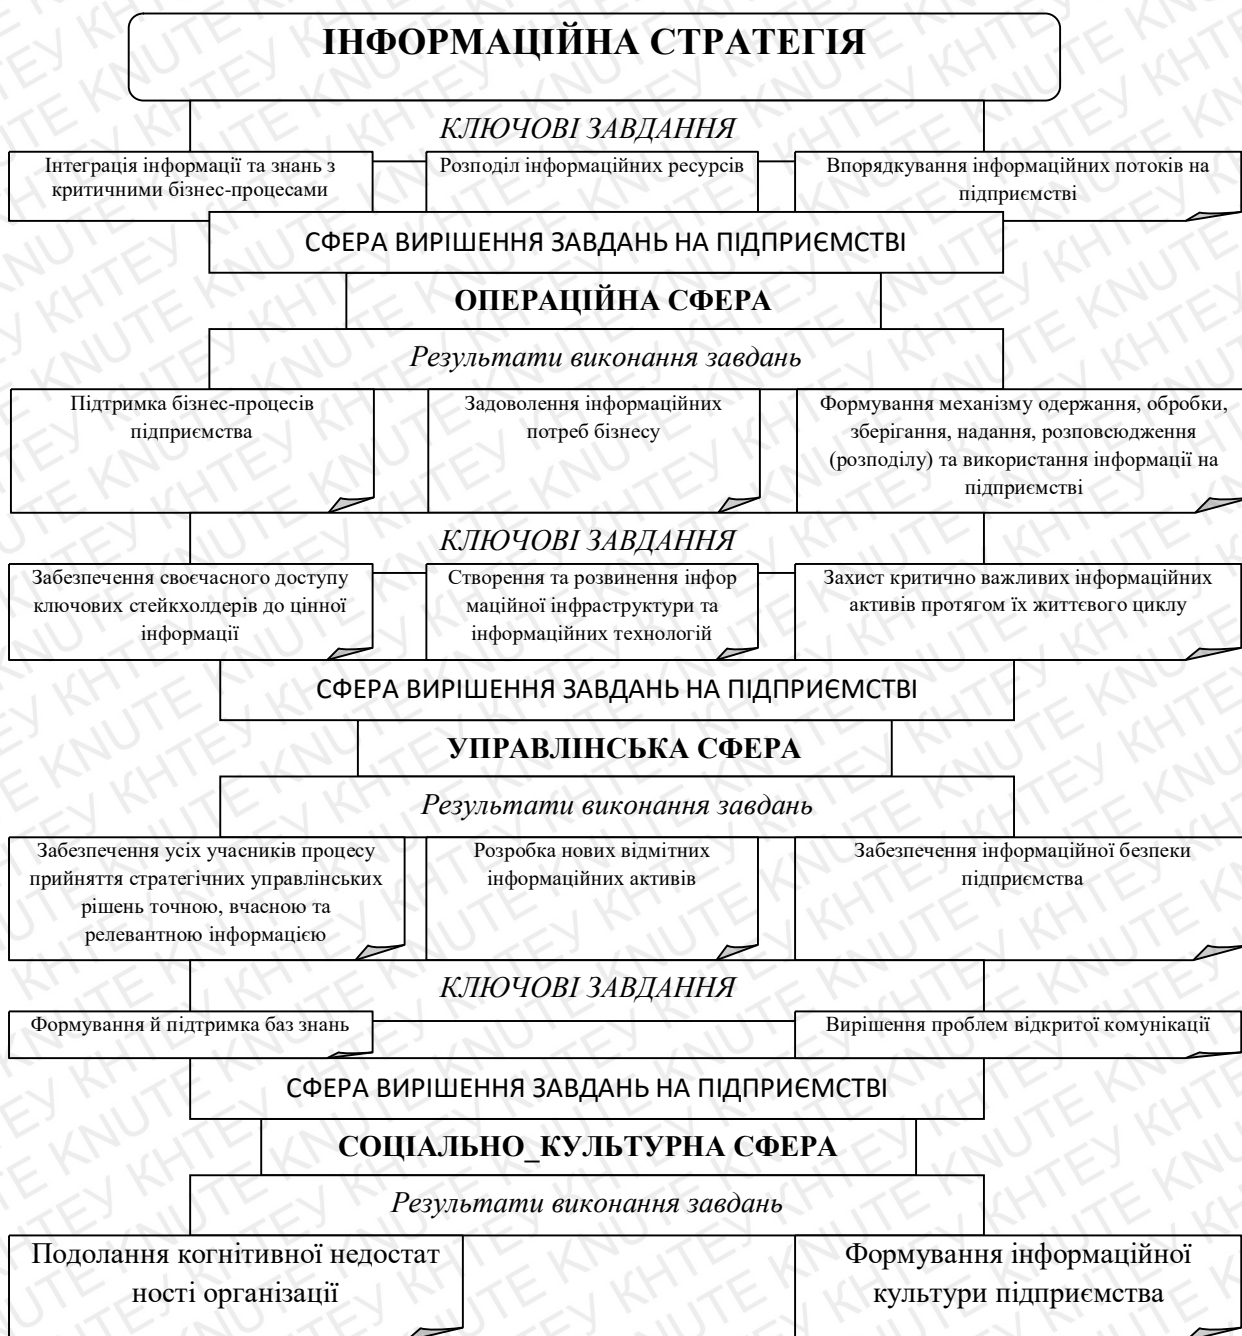 ІНФОРМАЦІЙНА СТРАТЕГІЯ
КЛЮЧОВІ ЗАВДАННЯ
Інтеграція інформації та знань з
критичними бізнес-процесами
Розподіл інформаційних ресурсів
Впорядкування інформаційних потоків на
підприємстві
СФЕРА ВИРІШЕННЯ ЗАВДАНЬ НА ПІДПРИЄМСТВІ
ОПЕРАЦІЙНА СФЕРА
Результати виконання завдань
Підтримка бізнес-процесів
підприємства
Задоволення інформаційних
потреб бізнесу
Формування механізму одержання, обробки,
зберігання, надання, розповсюдження
(розподілу) та використання інформації на
підприємстві
КЛЮЧОВІ ЗАВДАННЯ
Забезпечення своєчасного доступу
ключових стейкхолдерів до цінної
інформації
Створення та розвинення інфор
маційної інфраструктури та
інформаційних технологій
Захист критично важливих інформаційних
активів протягом їх життєвого циклу
СФЕРА ВИРІШЕННЯ ЗАВДАНЬ НА ПІДПРИЄМСТВІ
УПРАВЛІНСЬКА СФЕРА
Результати виконання завдань
Забезпечення усіх учасників процесу
прийняття стратегічних управлінських
рішень точною, вчасною та
релевантною інформацією
Розробка нових відмітних
інформаційних активів
Забезпечення інформаційної безпеки
підприємства
КЛЮЧОВІ ЗАВДАННЯ
Формування й підтримка баз знань
Вирішення проблем відкритої комунікації
СФЕРА ВИРІШЕННЯ ЗАВДАНЬ НА ПІДПРИЄМСТВІ
СОЦІАЛЬНО_КУЛЬТУРНА СФЕРА
Результати виконання завдань
Подолання когнітивної недостат
ності організації
Формування інформаційної
культури підприємства